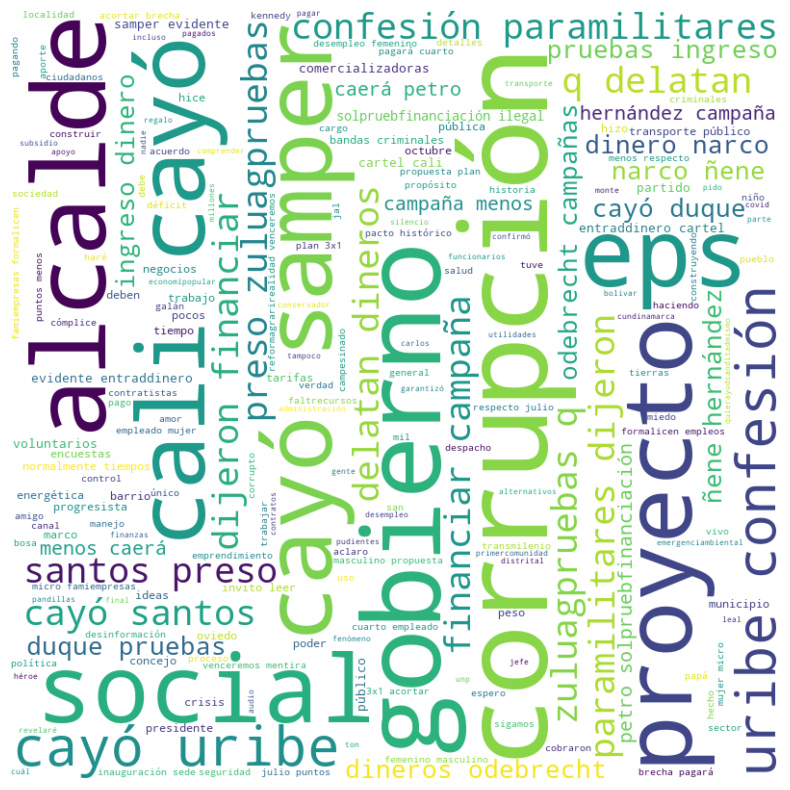 localidad
acortar brecha
samper evidente
kennedy
pagar
confesión paramilitares
pagando
incluso
pagados
desempleo femenino
detalles
pagará cuarto
pruebas ingreso
aporte
ciudadanos
comercializadoras
q delatan
caerá petro
transporte
criminales
regalo
hice
solpruebfinanciación ilegal
hernández campaña
construir
subsidio
apoyo
nadie
acuerdo
cargo
pública
hizo
transporte público
bandas criminales
octubre
dinero narco
menos respecto
cartel cali
propuesta plan
sociedad
debe
comprender
propósito
historia
narco ñene
partido
monte
pido
niño
covid
parte
déficit
millones
jal
campaña menos
cayó duque
silencio
confirmó
pacto histórico
entraddinero cartel
haré
plan 3x1
funcionarios
tuve
salud
pueblo
construyendo
alcalde
cali cayó
ingreso dinero
preso zuluagpruebas
cayó samper
corrupción
gobierno
eps
proyecto
uribe confesión
famiempresas formalicen
puntos menos
negocios
deben
economipopular
reformagrarirealidad venceremos
conservador
bolivar
cómplice
galán
trabajo
pocos
cundinamarca
haciendo
utilidades
tiempo
tampoco
carlos
campesinado
general
garantizó
dijeron financiar
delatan dineros
odebrecht campañas
ñene hernández
evidente entraddinero
tarifas
verdad
respecto julio
tierras
quierayudrandltadmismo
contratistas
faltrecursos
pago
amor
administración
mil
despacho
miedo
empleado mujer
voluntarios
encuestas
corrupto
formalicen empleos
normalmente tiempos
control
gente
alternativos
energética
barrio
único
contratos
san
progresista
trabajar
desempleo
primercomunidad
emergenciambiental
amigo
canal
manejo
pudientes
transmilenio
vivo
bosa
marco
finanzas
aclaro
distrital
menos caerá
emprendimiento
masculino propuesta
financiar campaña
zuluagpruebas q
paramilitares dijeron
petro solpruebfinanciación
santos preso
micro famiempresas
invito leer
uso
peso
pandillas
final
ideas
cuarto empleado
municipio
leal
cayó santos
desinformación
oviedo
proceso
poder
fenómeno
jefe
duque pruebas
concejo
venceremos mentira
política
crisis
público
3x1 acortar
unp
espero
papá
hecho
mujer micro
héroe
audio
social
sigamos
sector
revelaré
presidente
cobraron
cayó uribe
cuál
inauguración sede
seguridad
julio puntos
ton
femenino masculino
dineros odebrecht
brecha pagará